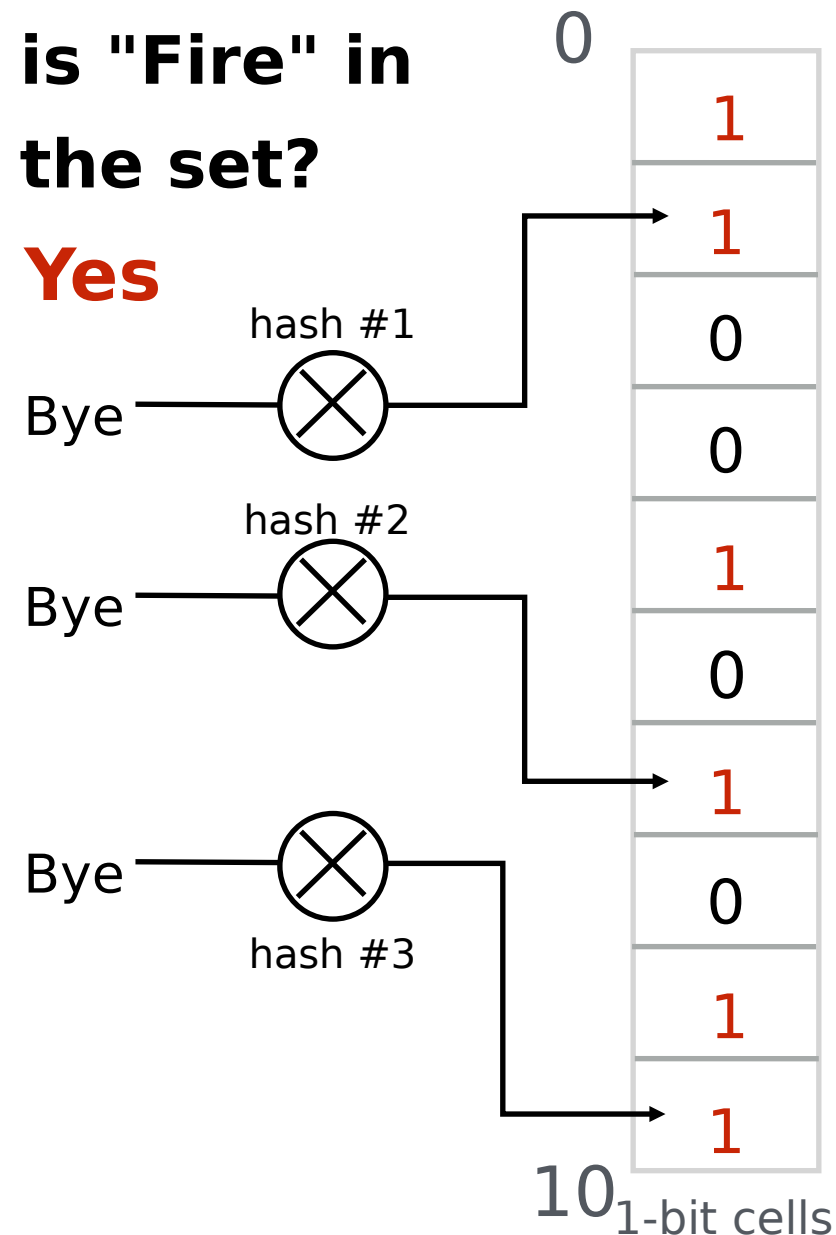 is "Fire" in
the set?
Yes
0
1
1
0
0
1
0
1
0
1
1
10
1-bit cells
hash #1
Bye
hash #2
Bye
Bye
hash #3